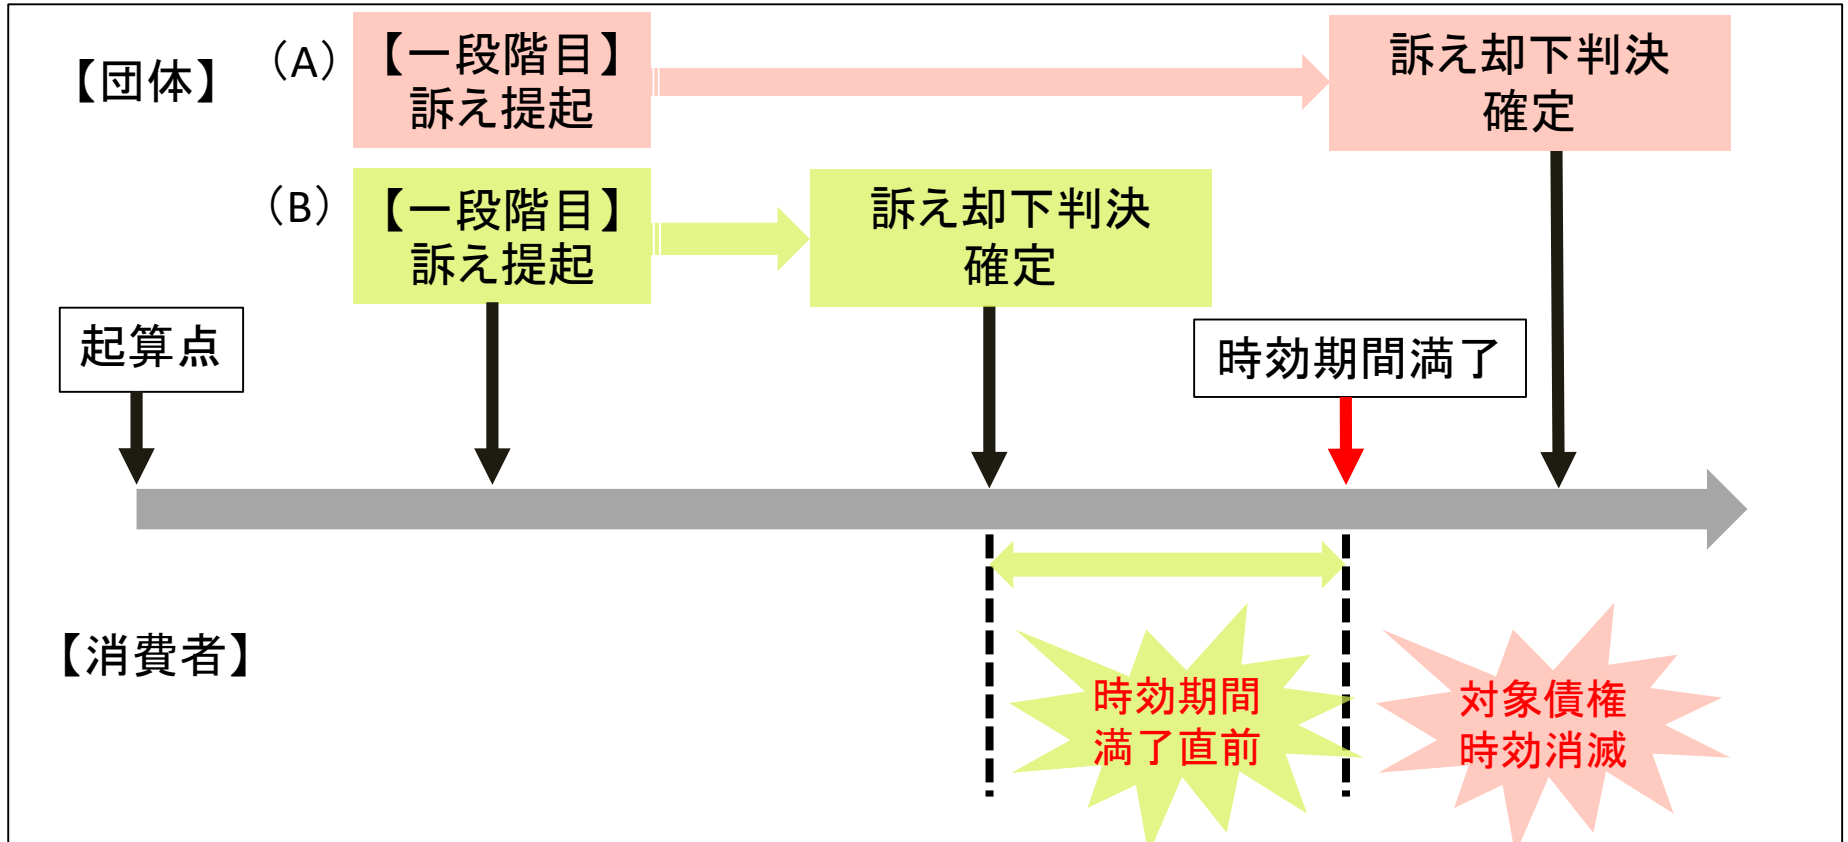 【団体】
（A）
【一段階目】
訴え提起
訴え却下判決
確定
（B）
【一段階目】
訴え提起
訴え却下判決
確定
起算点
時効期間満了
【消費者】
時効期間
満了直前
対象債権
時効消滅